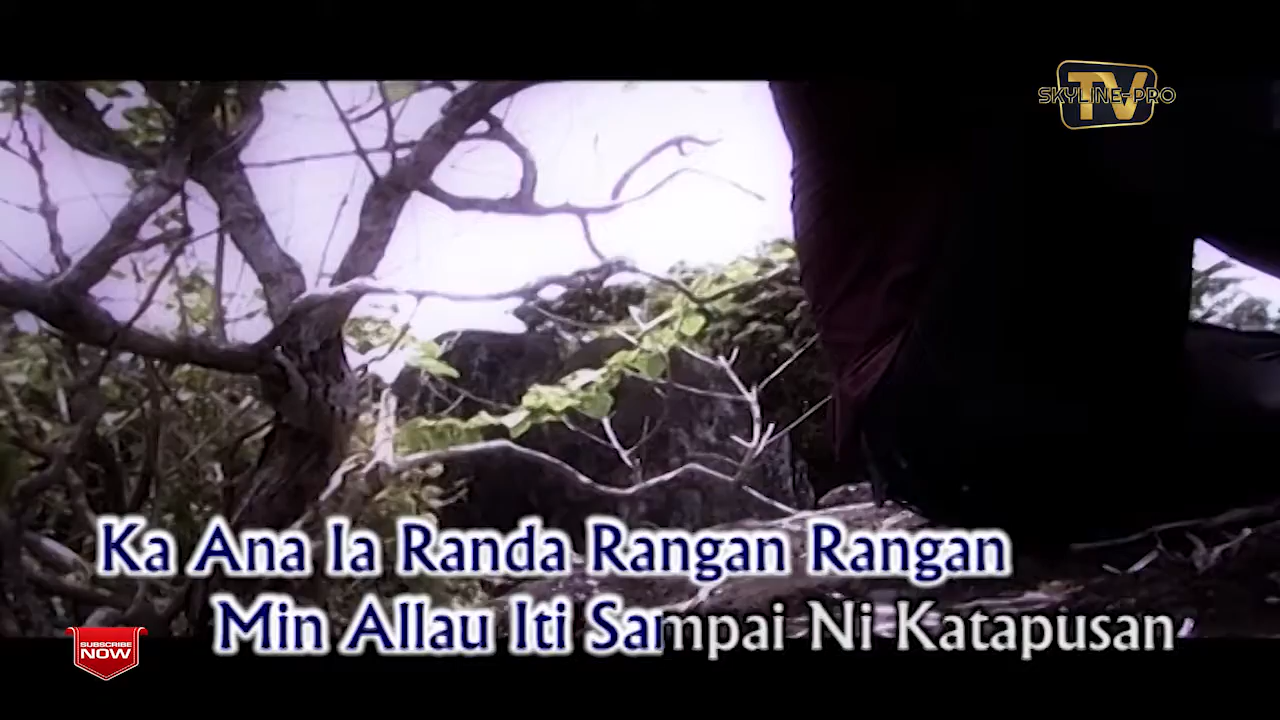 TV
SKYLINE-PRO
Ka Ana Ia Randa Rangan Rangan
Min Allau Iti Sampai Ni Katapusan
SUBSCRIBE
NOW